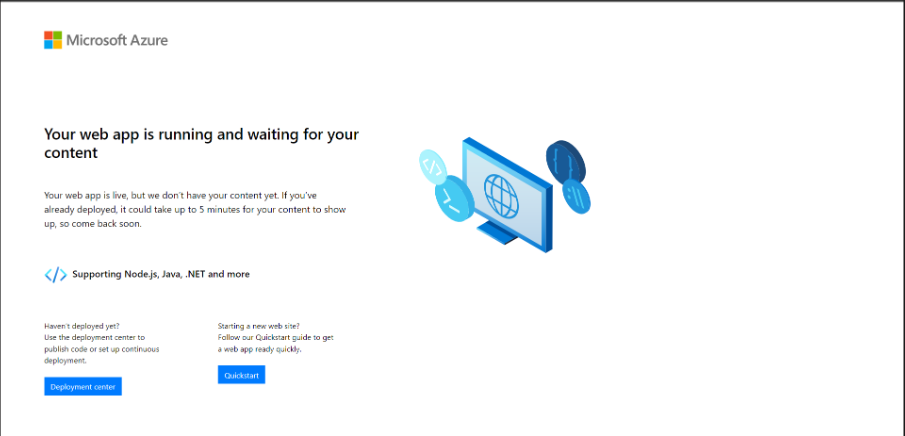 Microsoft Azure
Your web app is running and waiting for your
content
Your web app is live, but we don't have your content yet. If you've
already deployed, it could take up to 5 minutes for your content to show
up, so come back soon.
</> Supporting Node.js, Java, .NET and more
Haven't deployed yet?
Use the deployment center to
publish code or set up continuous
deployment.
Deployment center
Starting a new web site?
Follow our Quickstart guide to get
a web app ready quickly.
Quickstart